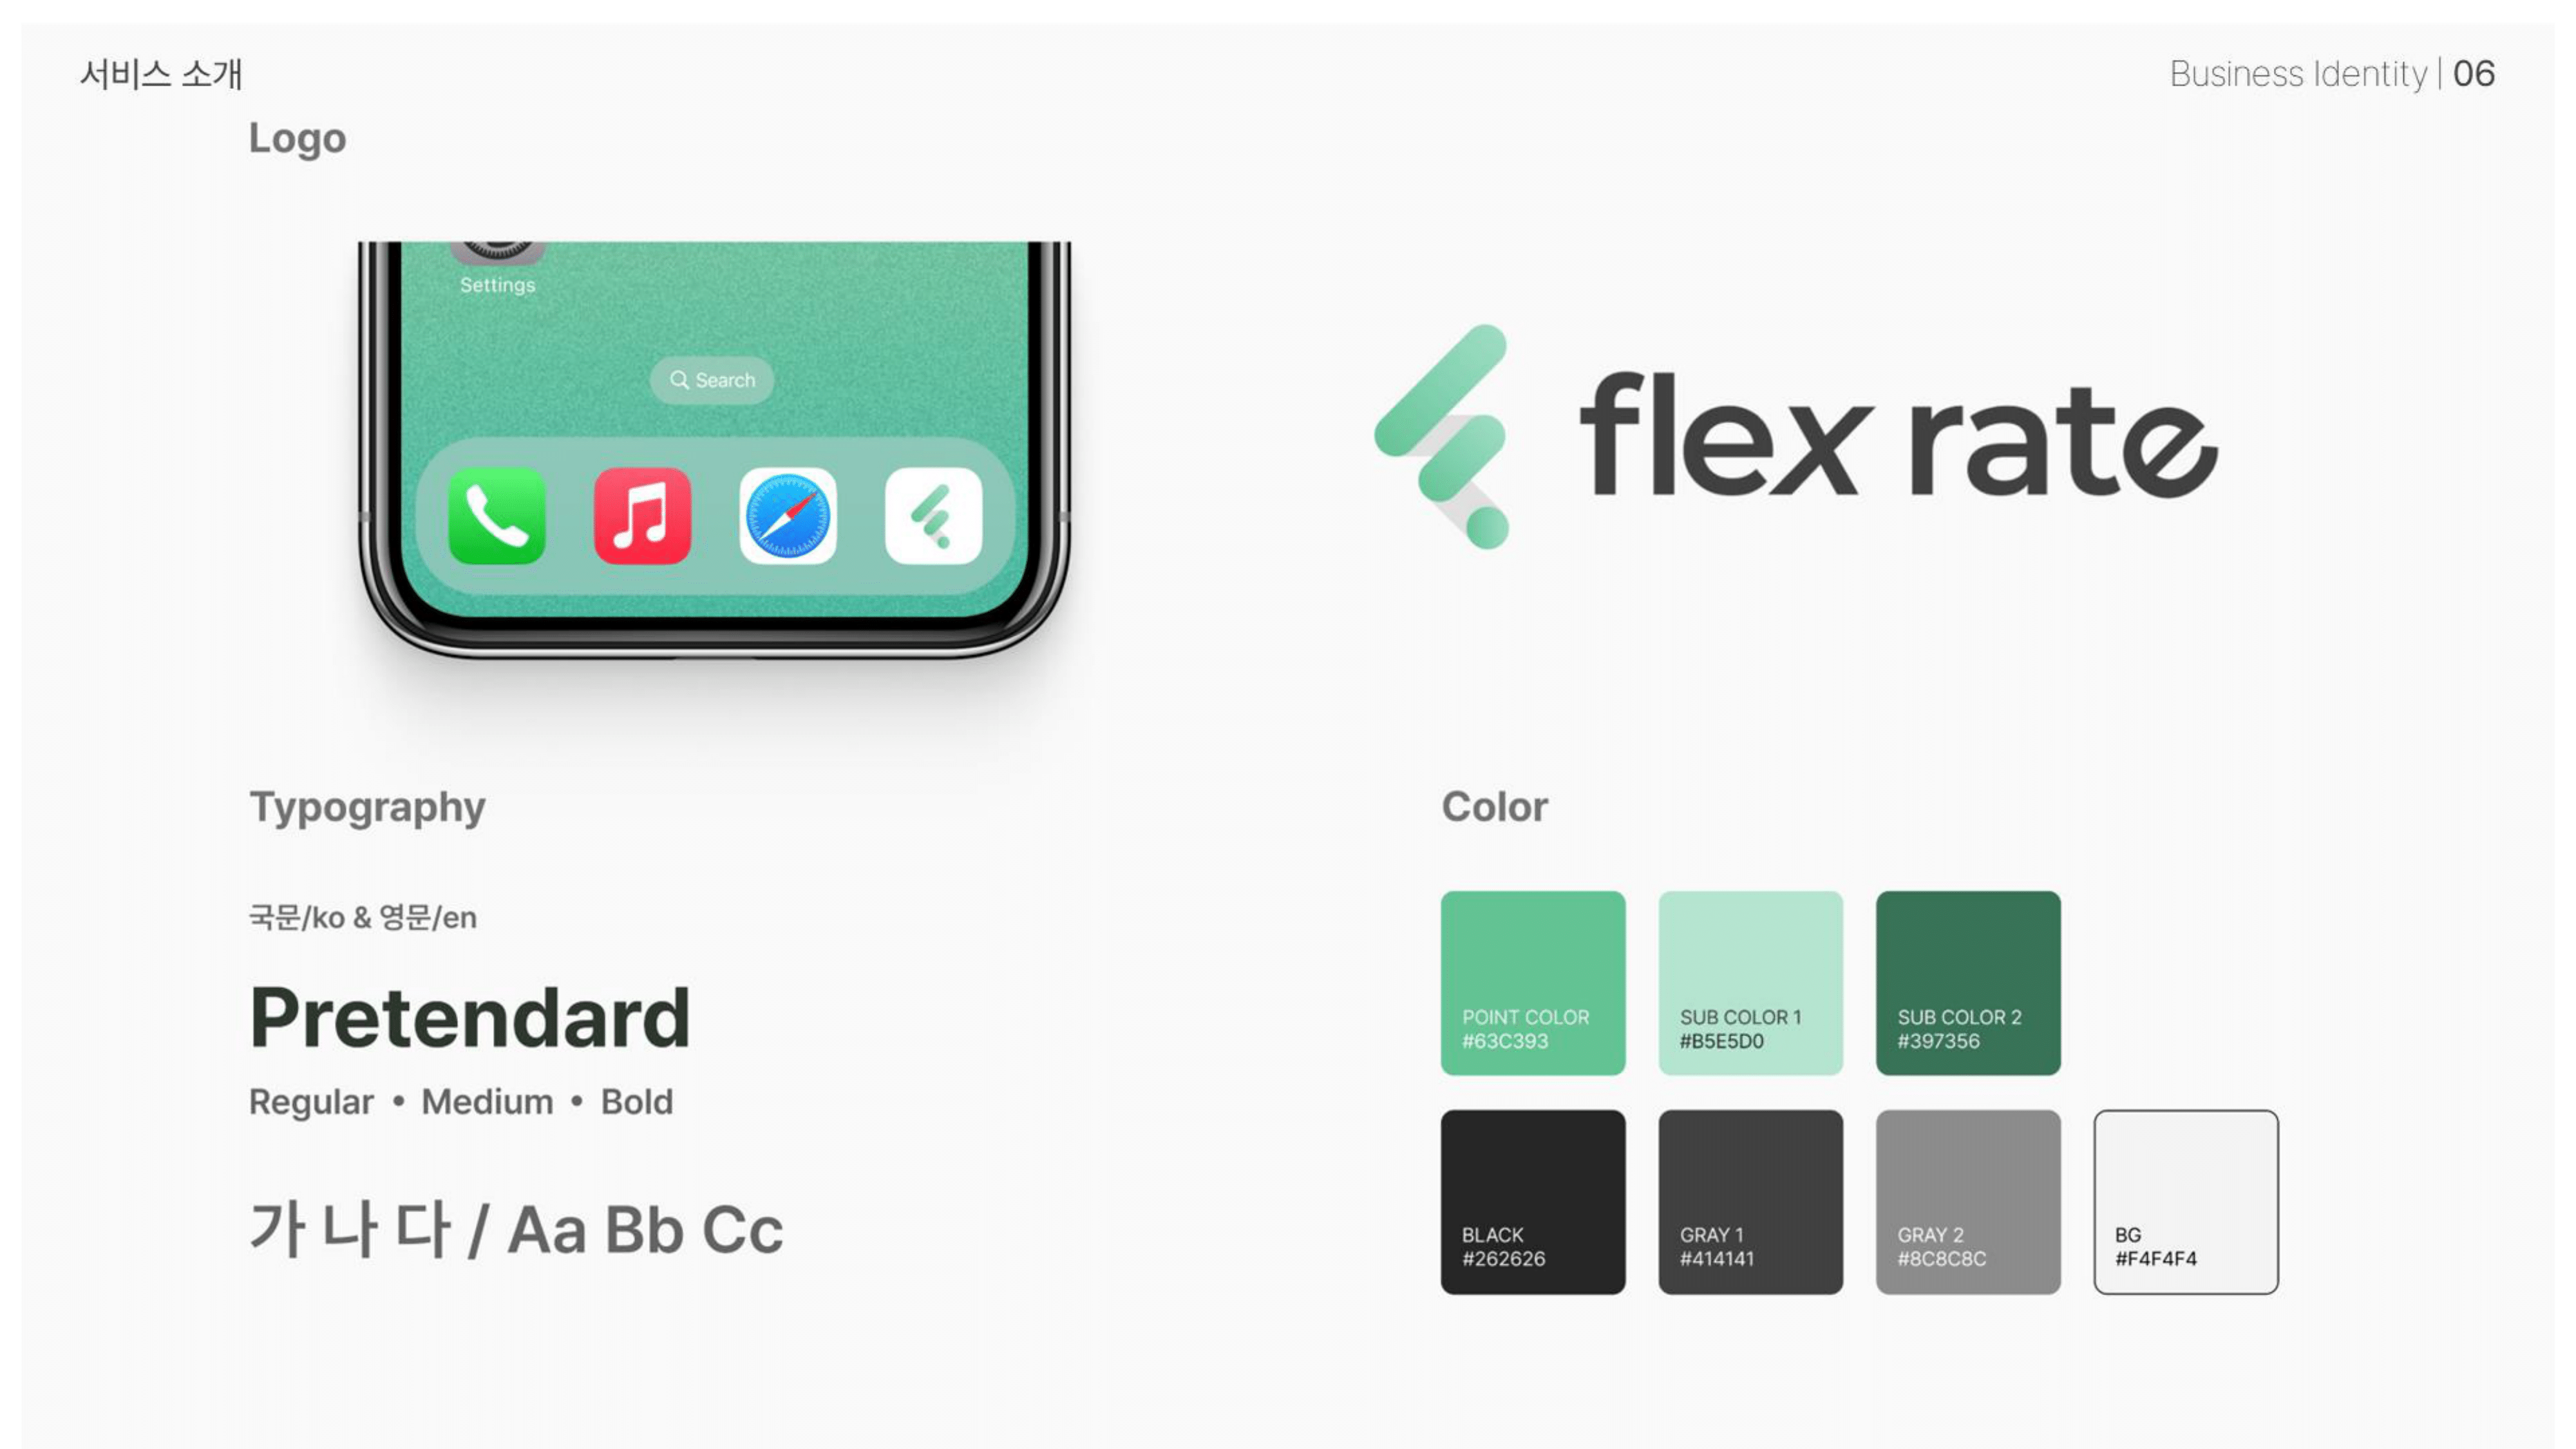 서비스 소개
Business Identity | 06
Logo
Settings
Search
flex rate
Typography
국문/ko & 영문/en
Pretendard
Regular • Medium • Bold
가 나 다 / Aa Bb Cc
Color
POINT COLOR
#63C393
SUB COLOR 1
#B5E5D0
SUB COLOR 2
#397356
BLACK
#262626
GRAY 1
#414141
GRAY 2
#8C8C8C
BG
#F4F4F4